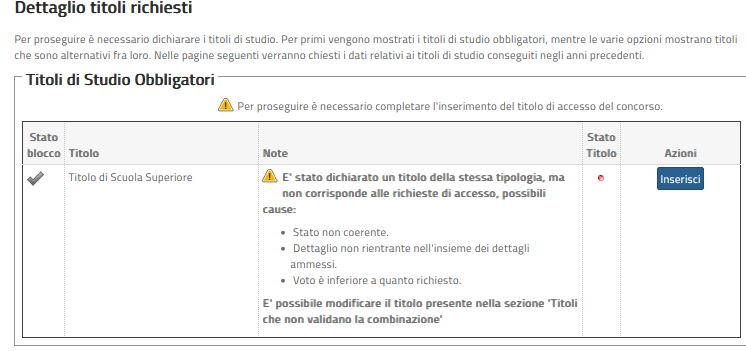 Dettaglio titoli richiesti
Per proseguire è necessario dichiarare i titoli di studio. Per primi vengono mostrati i titoli di studio obbligatori, mentre le varie opzioni mostrano titoli
che sono alternativi fra loro. Nelle pagine seguenti verranno chiesti i dati relativi ai titoli di studio conseguiti negli anni precedenti.
Titoli di Studio Obbligatori
Per proseguire è necessario completare l'inserimento del titolo di accesso del concorso.
Stato
blocco
Titolo
Note
Stato
Titolo
Azioni
Titolo di Scuola Superiore
E' stato dichiarato un titolo della stessa tipologia, ma
non corrisponde alle richieste di accesso, possibili
cause:
• Stato non coerente.
• Dettaglio non rientrante nell'insieme dei dettagli
ammessi.
• Voto è inferiore a quanto richiesto.
E' possibile modificare il titolo presente nella sezione 'Titoli
che non validano la combinazione'
Inserisci